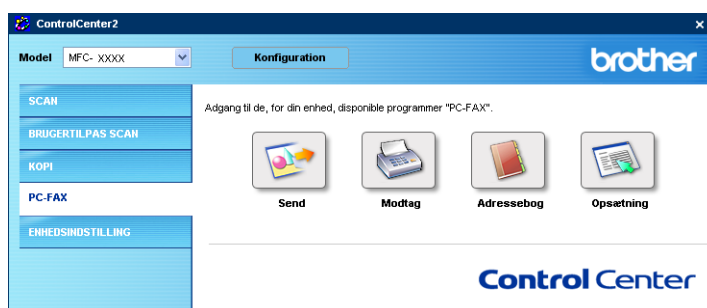 ControlCenter2
Model MFC- XXXX Konfiguration brother
SCAN
BRUGERTILPAS SCAN
KOPI
PC-FAX
ENHEDSINDSTILLING
Adgang til de, for din enhed, disponible programmer "PC-FAX".
Send Modtag Adressebog Opsætning
Control Center